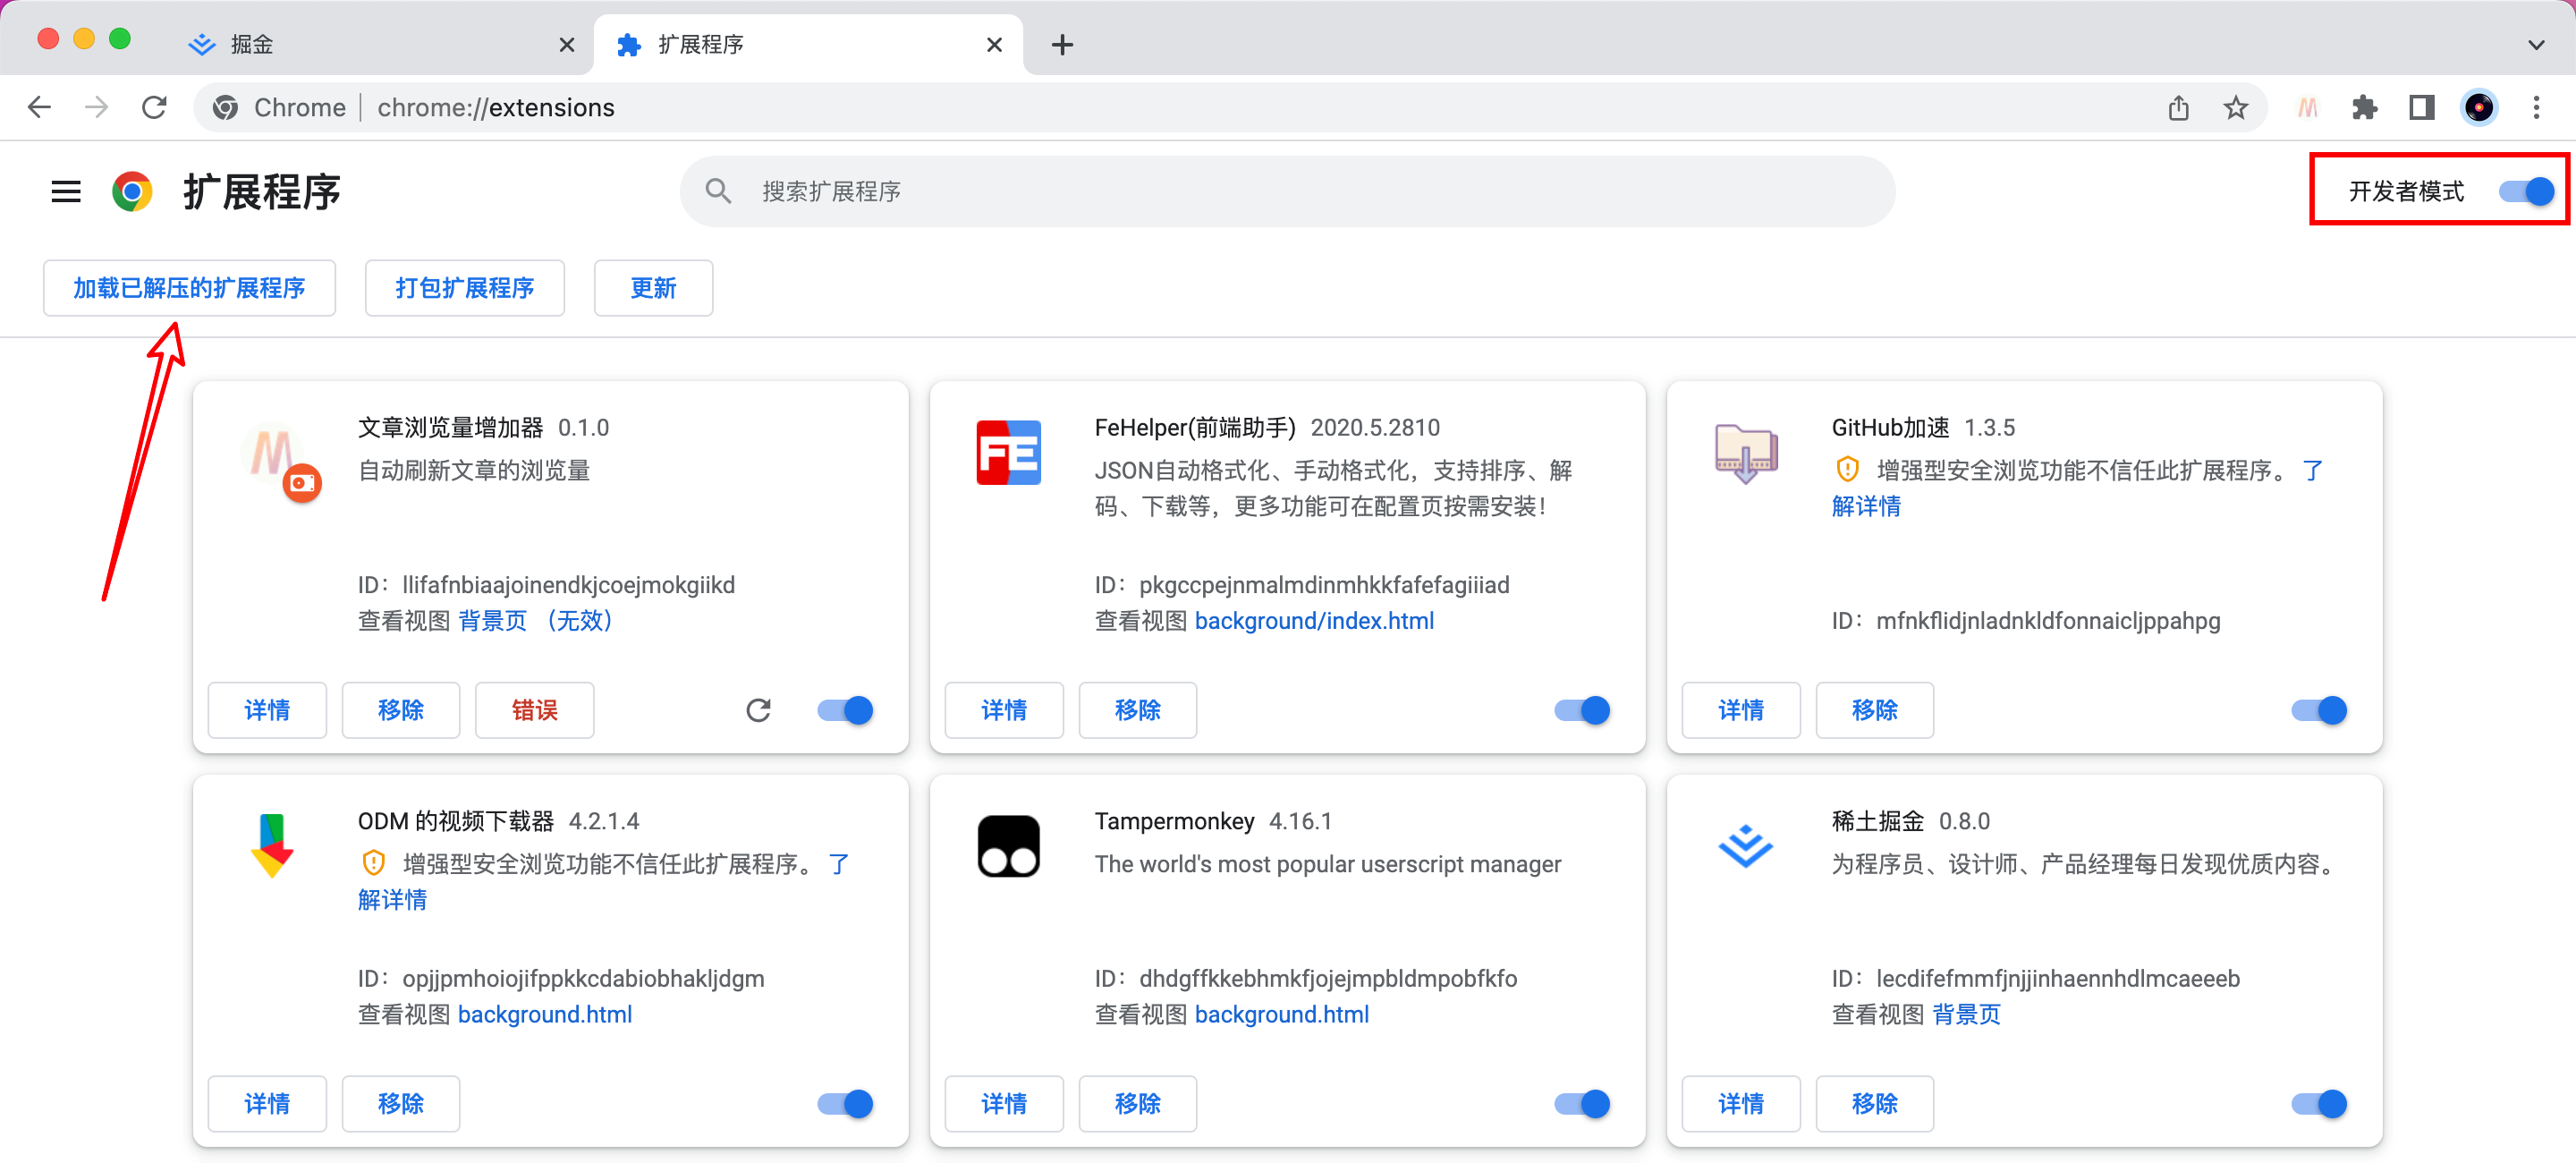 掘金
扩展程序
Chrome | chrome://extensions
扩展程序
搜索扩展程序
开发者模式
加载已解压的扩展程序
打包扩展程序
更新
文章浏览量增加器 0.1.0
自动刷新文章的浏览量
ID：llifafnbiaajoinendkjcoejmokgiikd
查看视图 背景页 （无效）
详情
移除
错误
FeHelper(前端助手) 2020.5.2810
JSON自动格式化、手动格式化，支持排序、解
码、下载等，更多功能可在配置页按需安装！
ID：pkgccpejnmalmdinmhkkfafefagiiiad
查看视图 background/index.html
详情
移除
GitHub加速 1.3.5
增强型安全浏览功能不信任此扩展程序。了
解详情
ID：mfnkflidjnladnkldfonnaicljppahpg
详情
移除
ODM 的视频下载器 4.2.1.4
增强型安全浏览功能不信任此扩展程序。了
解详情
ID：opjjpmhoiojifppkkcdabiobhakljdgm
查看视图 background.html
详情
移除
Tampermonkey 4.16.1
The world's most popular userscript manager
ID：dhdgffkkebhmkfjojejmpbldmpobfkfo
查看视图 background.html
详情
移除
稀土掘金 0.8.0
为程序员、设计师、产品经理每日发现优质内容。
ID：lecdifefmmfjnjjinhaennhdlmcaeeeb
查看视图 背景页
详情
移除